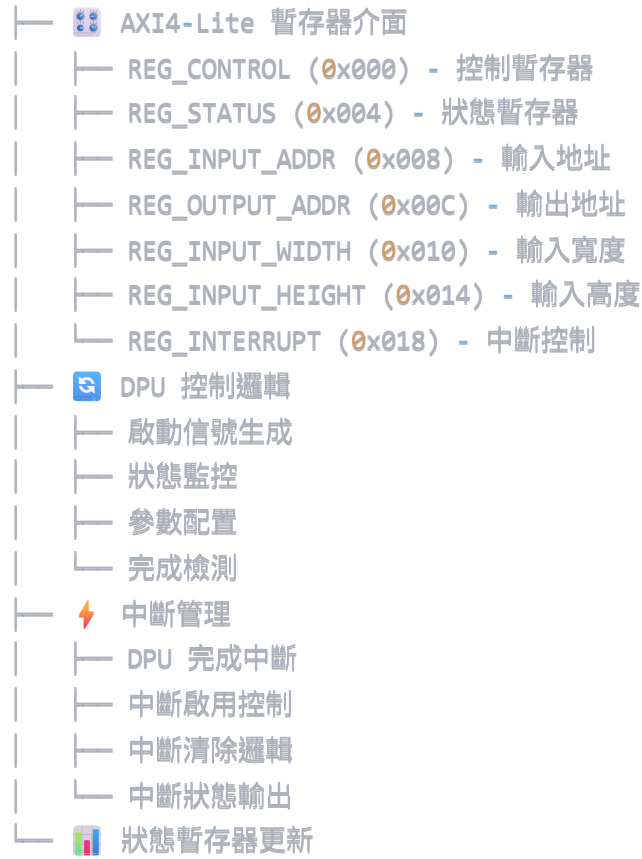 ├── 🎛️ AXI4-Lite 暫存器介面
│   ├── REG_CONTROL (0x000) - 控制暫存器
│   ├── REG_STATUS (0x004) - 狀態暫存器
│   ├── REG_INPUT_ADDR (0x008) - 輸入地址
│   ├── REG_OUTPUT_ADDR (0x00C) - 輸出地址
│   ├── REG_INPUT_WIDTH (0x010) - 輸入寬度
│   ├── REG_INPUT_HEIGHT (0x014) - 輸入高度
│   └── REG_INTERRUPT (0x018) - 中斷控制
├── 🔄 DPU 控制邏輯
│   ├── 啟動信號生成
│   ├── 狀態監控
│   ├── 參數配置
│   └── 完成檢測
├── ⚡ 中斷管理
│   ├── DPU 完成中斷
│   ├── 中斷啟用控制
│   ├── 中斷清除邏輯
│   └── 中斷狀態輸出
└── 📊 狀態暫存器更新